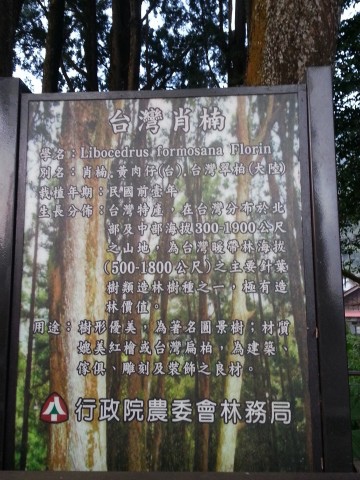 台灣肖楠
學名：Libocedrus formosana Florin
別名：肖楠，黃肉仔(台)，台灣翠柏(大陸)
栽植年期：民國前壹年
生長分佈：台灣特產，在台灣分布於北
部及中部海拔300-1900公尺
之山地，為台灣暖帶林海拔
(500-1800公尺)之主要針葉
樹類造林樹種之一，極有造
林價值。
用途：樹形優美，為著名園景樹；材質
媲美紅檜或台灣扁柏，為建築、
傢俱、雕刻及裝飾之良材。
行政院農委會林務局